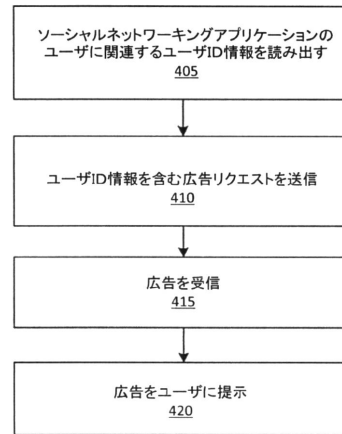 ソーシャルネットワーキングアプリケーションの
ユーザに関連するユーザID情報を読み出す
405
ユーザID情報を含む広告リクエストを送信
410
広告を受信
415
広告をユーザに提示
420